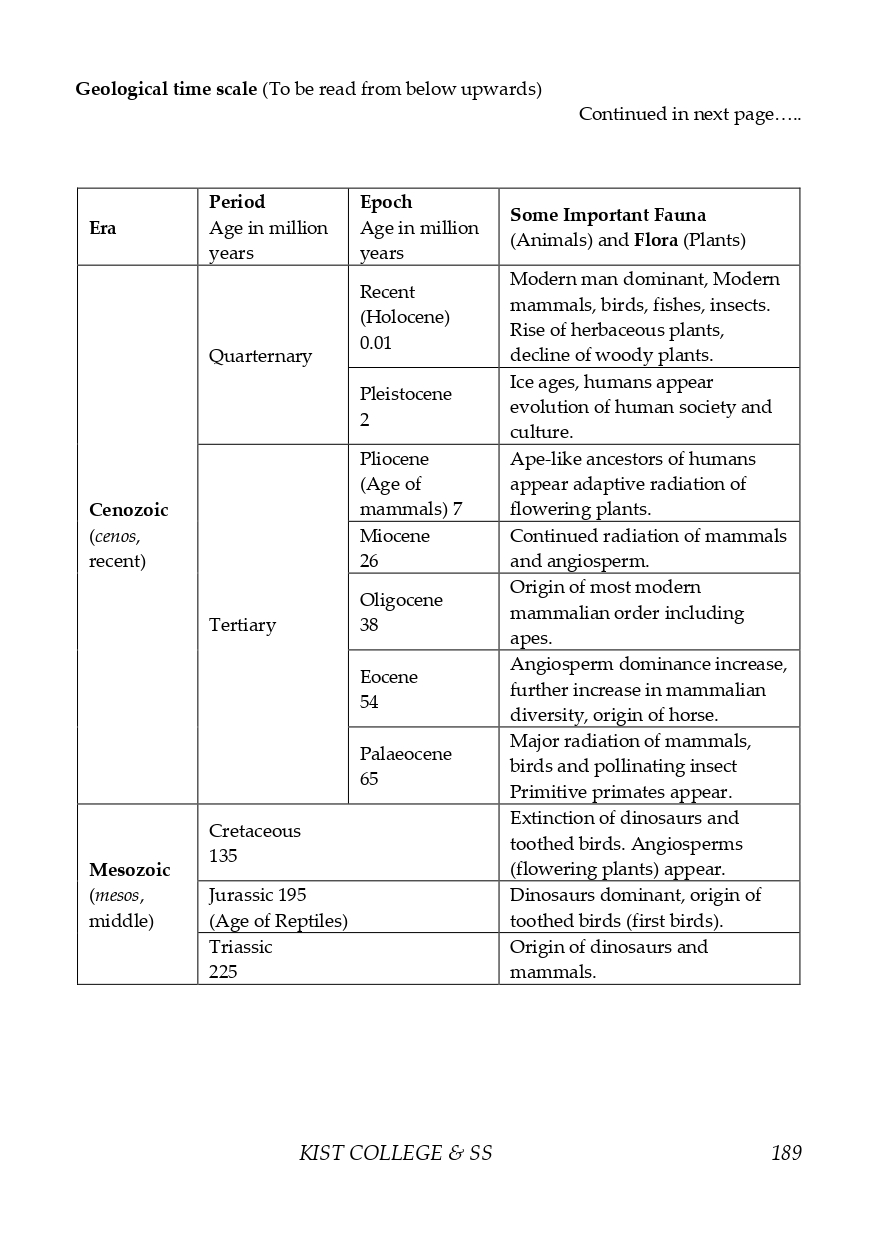 Geological time scale (To be read from below upwards)
Continued in next page…..
Era
Period
Age in million
years
Epoch
Age in million
years
Some Important Fauna
(Animals) and Flora (Plants)
Cenozoic
(cenos,
recent)
Quarternary
Recent
(Holocene)
0.01
Modern man dominant, Modern
mammals, birds, fishes, insects.
Rise of herbaceous plants,
decline of woody plants.
Pleistocene
2
Ice ages, humans appear
evolution of human society and
culture.
Tertiary
Pliocene
(Age of
mammals) 7
Ape-like ancestors of humans
appear adaptive radiation of
flowering plants.
Miocene
26
Continued radiation of mammals
and angiosperm.
Oligocene
38
Origin of most modern
mammalian order including
apes.
Eocene
54
Angiosperm dominance increase,
further increase in mammalian
diversity, origin of horse.
Palaeocene
65
Major radiation of mammals,
birds and pollinating insect
Primitive primates appear.
Mesozoic
(mesos,
middle)
Cretaceous
135
Extinction of dinosaurs and
toothed birds. Angiosperms
(flowering plants) appear.
Jurassic 195
(Age of Reptiles)
Dinosaurs dominant, origin of
toothed birds (first birds).
Triassic
225
Origin of dinosaurs and
mammals.
KIST COLLEGE & SS 189